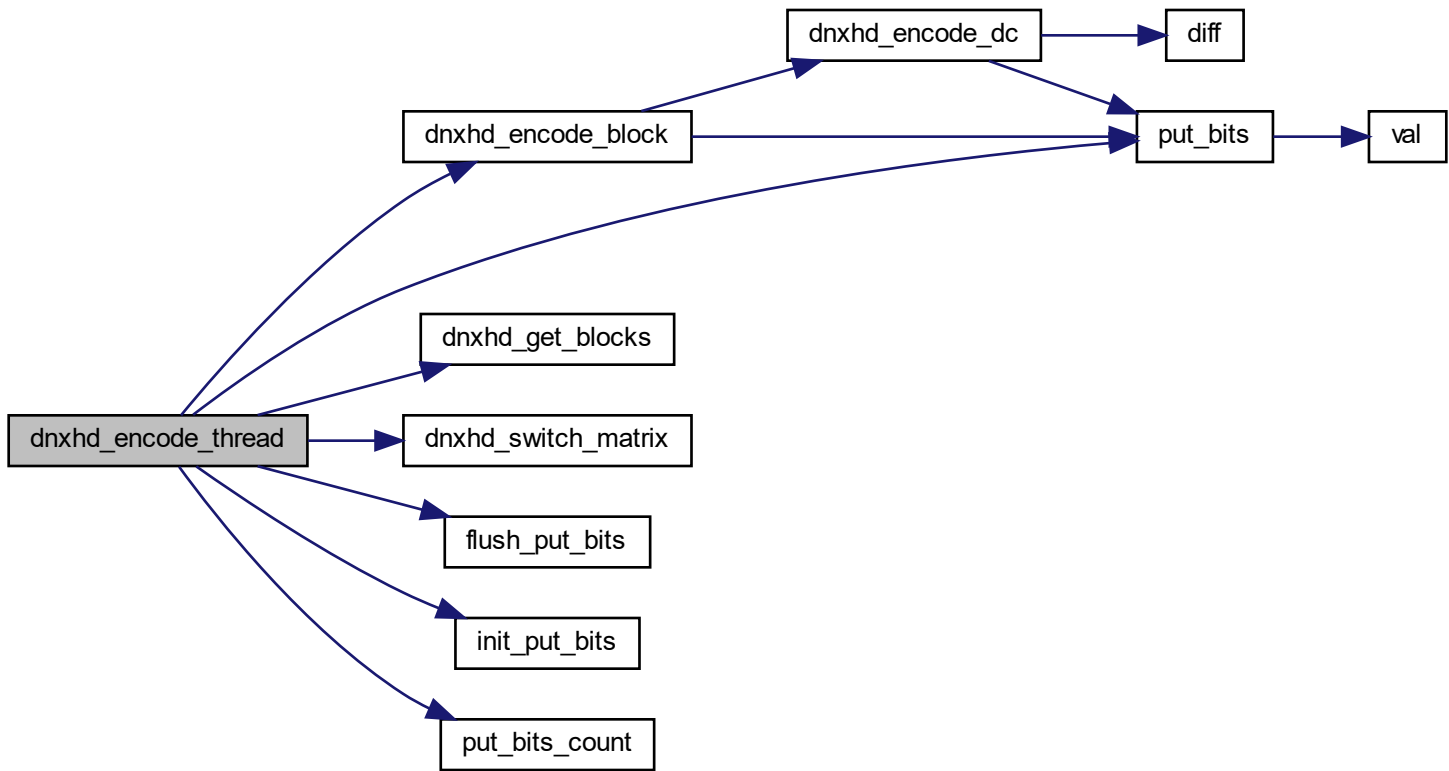 dnxhd_encode_dc
diff
dnxhd_encode_block
put_bits
val
dnxhd_get_blocks
dnxhd_encode_thread
dnxhd_switch_matrix
flush_put_bits
init_put_bits
put_bits_count